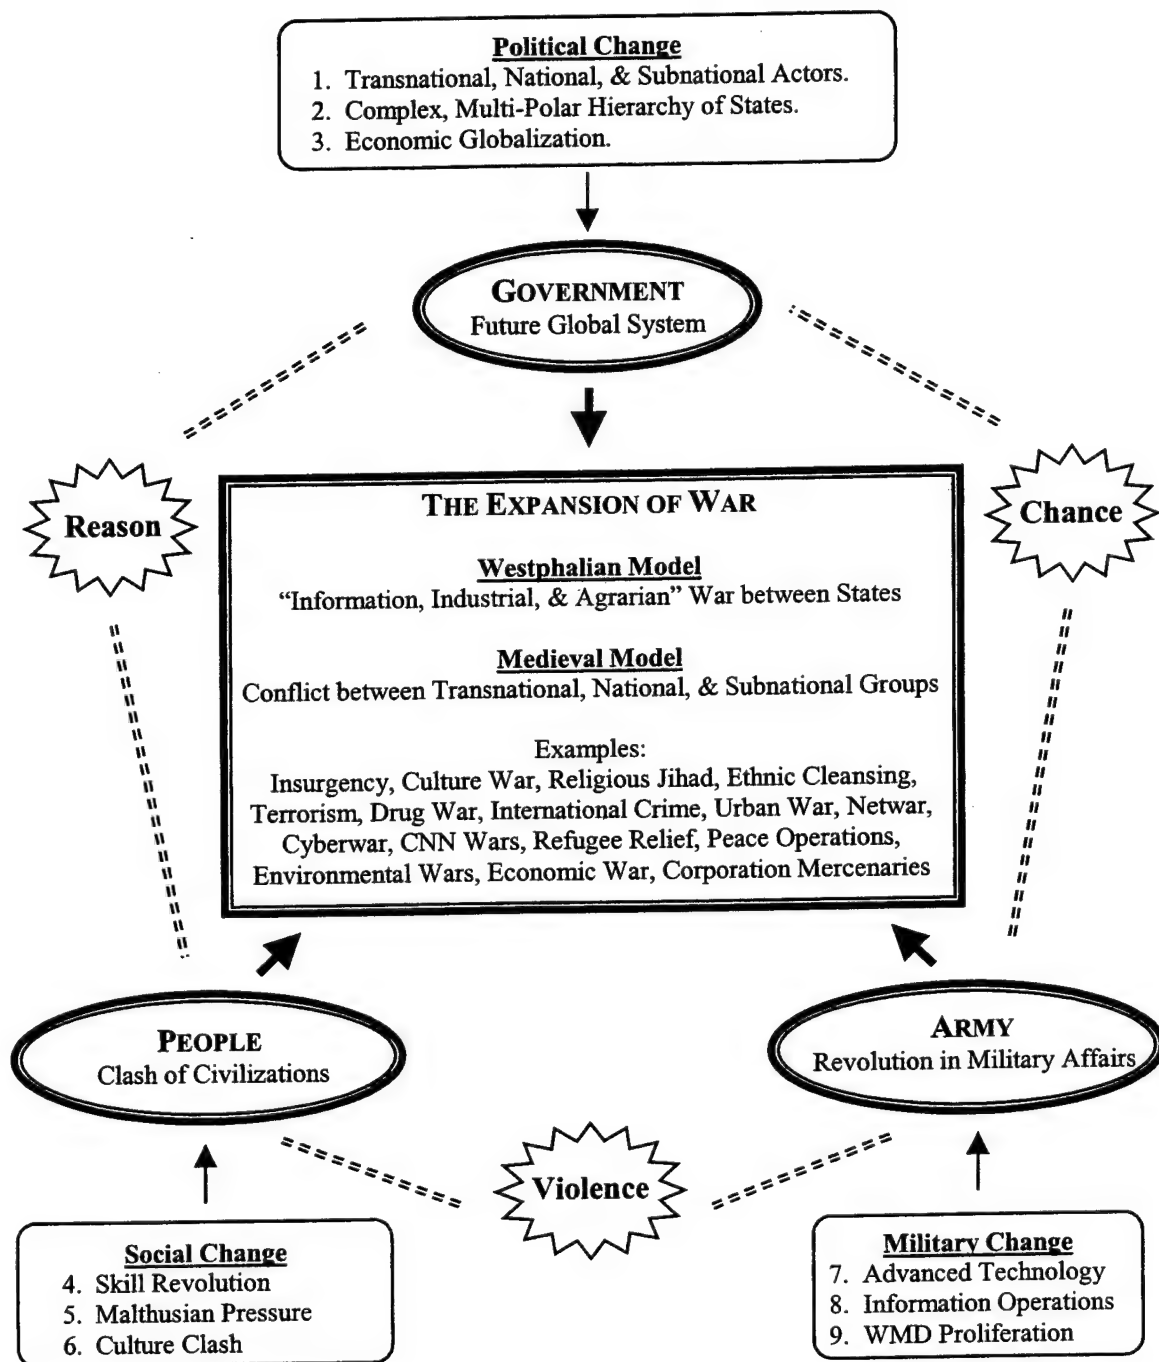 Political Change
1. Transnational, National, & Subnational Actors.
2. Complex, Multi-Polar Hierarchy of States.
3. Economic Globalization.
GOVERNMENT
Future Global System
Reason
Chance
THE EXPANSION OF WAR
Westphalian Model
“Information, Industrial, & Agrarian” War between States
Medieval Model
Conflict between Transnational, National, & Subnational Groups
Examples:
Insurgency, Culture War, Religious Jihad, Ethnic Cleansing,
Terrorism, Drug War, International Crime, Urban War, Netwar,
Cyberwar, CNN Wars, Refugee Relief, Peace Operations,
Environmental Wars, Economic War, Corporation Mercenaries
PEOPLE
Clash of Civilizations
ARMY
Revolution in Military Affairs
Violence
Social Change
4. Skill Revolution
5. Malthusian Pressure
6. Culture Clash
Military Change
7. Advanced Technology
8. Information Operations
9. WMD Proliferation